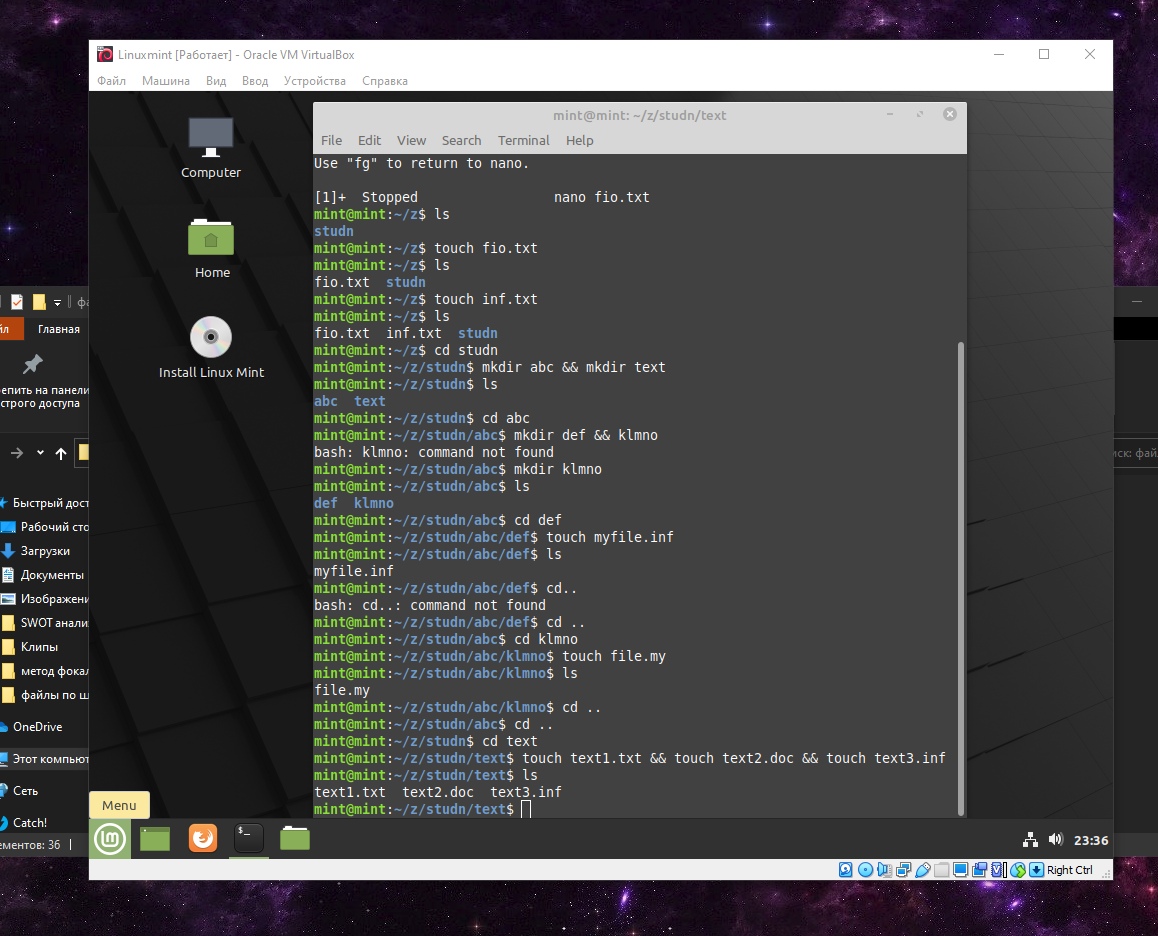 Linuxmint [Работает] - Oracle VM VirtualBox
Файл Машина Вид Ввод Устройства Справка
mint@mint: ~/z/studn/text
File Edit View Search Terminal Help
Use "fg" to return to nano.
[1]+  Stopped                 nano fio.txt
mint@mint:~/z$ ls
studn
mint@mint:~/z$ touch fio.txt
mint@mint:~/z$ ls
fio.txt  studn
mint@mint:~/z$ touch inf.txt
mint@mint:~/z$ ls
fio.txt  inf.txt  studn
mint@mint:~/z$ cd studn
mint@mint:~/z/studn$ mkdir abc && mkdir text
mint@mint:~/z/studn$ ls
abc  text
mint@mint:~/z/studn$ cd abc
mint@mint:~/z/studn/abc$ mkdir def && klmno
bash: klmno: command not found
mint@mint:~/z/studn/abc$ mkdir klmno
mint@mint:~/z/studn/abc$ ls
def  klmno
mint@mint:~/z/studn/abc$ cd def
mint@mint:~/z/studn/abc/def$ touch myfile.inf
mint@mint:~/z/studn/abc/def$ ls
myfile.inf
mint@mint:~/z/studn/abc/def$ cd..
bash: cd..: command not found
mint@mint:~/z/studn/abc/def$ cd ..
mint@mint:~/z/studn/abc$ cd klmno
mint@mint:~/z/studn/abc/klmno$ touch file.my
mint@mint:~/z/studn/abc/klmno$ ls
file.my
mint@mint:~/z/studn/abc/klmno$ cd ..
mint@mint:~/z/studn/abc$ cd ..
mint@mint:~/z/studn$ cd text
mint@mint:~/z/studn/text$ touch text1.txt && touch text2.doc && touch text3.inf
mint@mint:~/z/studn/text$ ls
text1.txt  text2.doc  text3.inf
mint@mint:~/z/studn/text$
Computer
Home
Install Linux Mint
Menu
$_
lm
23:36
Right Ctrl
фа
йл Главная
епить на панели
строго доступа
иск: фай
Быстрый дост
Рабочий сто
Загрузки
Документы
Изображени
SWOT анали
Клипы
метод фокал
файлы по ш
OneDrive
Этот компьют
Сеть
Catch!
ементов: 36